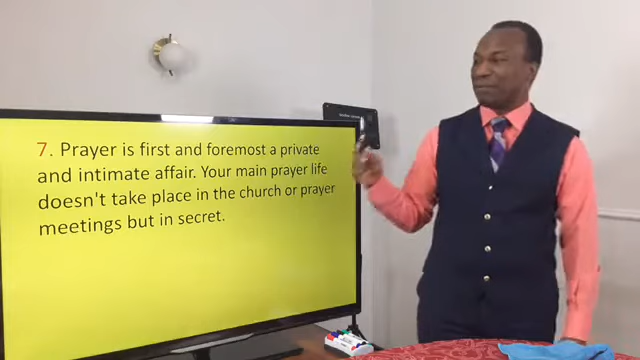 7. Prayer is first and foremost a private
and intimate affair. Your main prayer life
doesn't take place in the church or prayer
meetings but in secret.